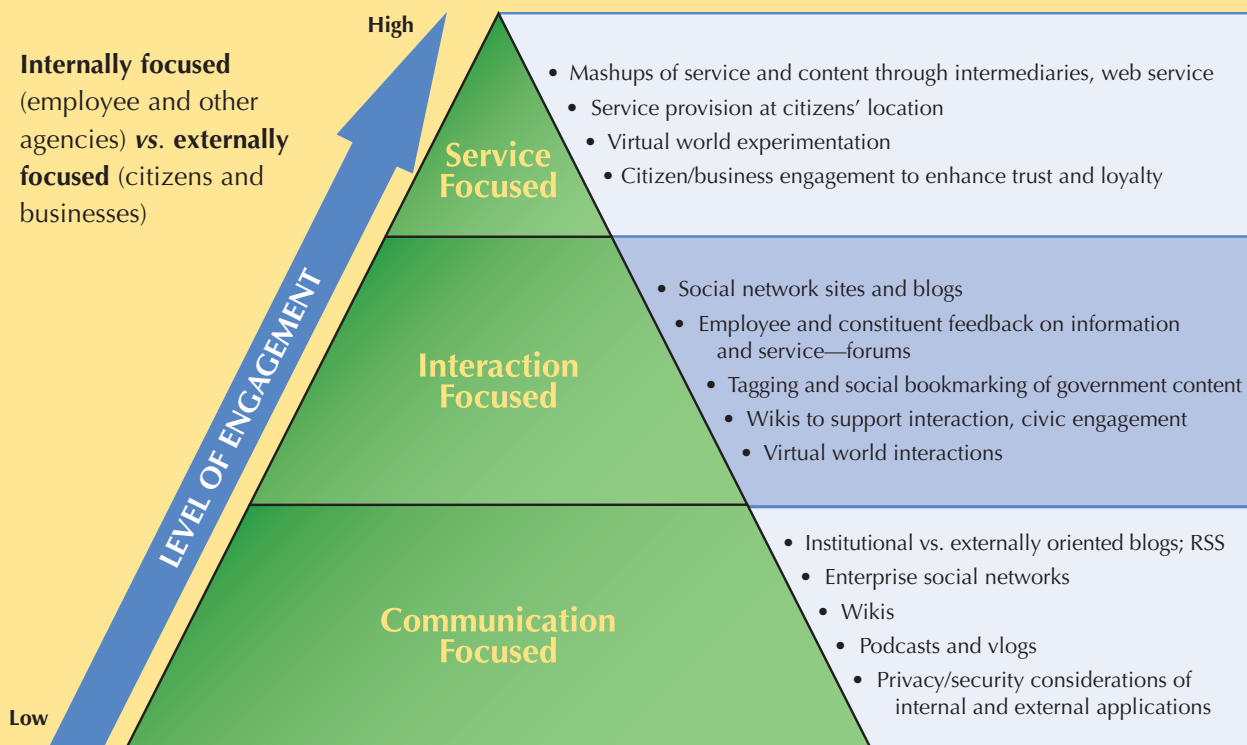 High
Internally focused
(employee and other
agencies) vs. externally
focused (citizens and
businesses)
LEVEL OF ENGAGEMENT
Low
Service
Focused
• Mashups of service and content through intermediaries, web service
• Service provision at citizens’ location
• Virtual world experimentation
• Citizen/business engagement to enhance trust and loyalty
Interaction
Focused
• Social network sites and blogs
• Employee and constituent feedback on information
and service—forums
• Tagging and social bookmarking of government content
• Wikis to support interaction, civic engagement
• Virtual world interactions
Communication
Focused
• Institutional vs. externally oriented blogs; RSS
• Enterprise social networks
• Wikis
• Podcasts and vlogs
• Privacy/security considerations of
internal and external applications